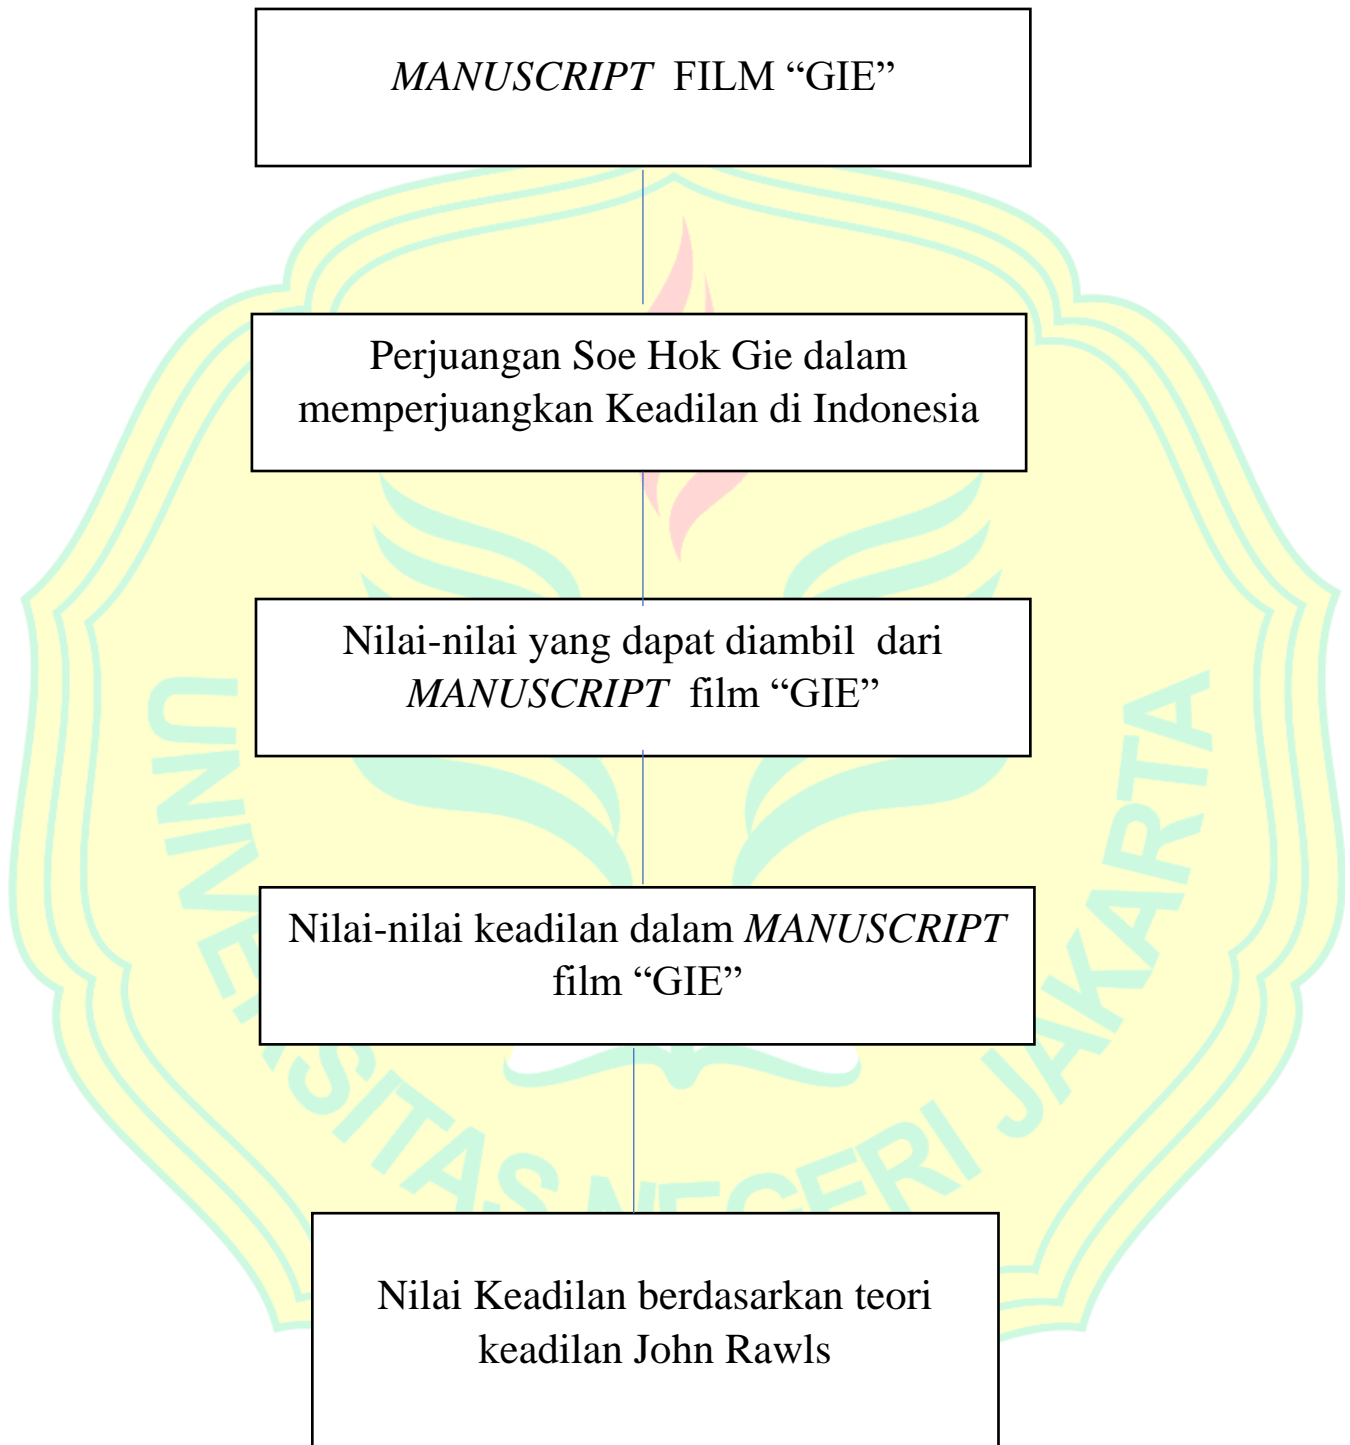 MANUSCRIPT FILM “GIE”
Perjuangan Soe Hok Gie dalam
memperjuangkan Keadilan di Indonesia
Nilai-nilai yang dapat diambil dari
MANUSCRIPT film “GIE”
Nilai-nilai keadilan dalam MANUSCRIPT
film “GIE”
Nilai Keadilan berdasarkan teori
keadilan John Rawls
UNIVERSITAS NEGERI JAKARTA